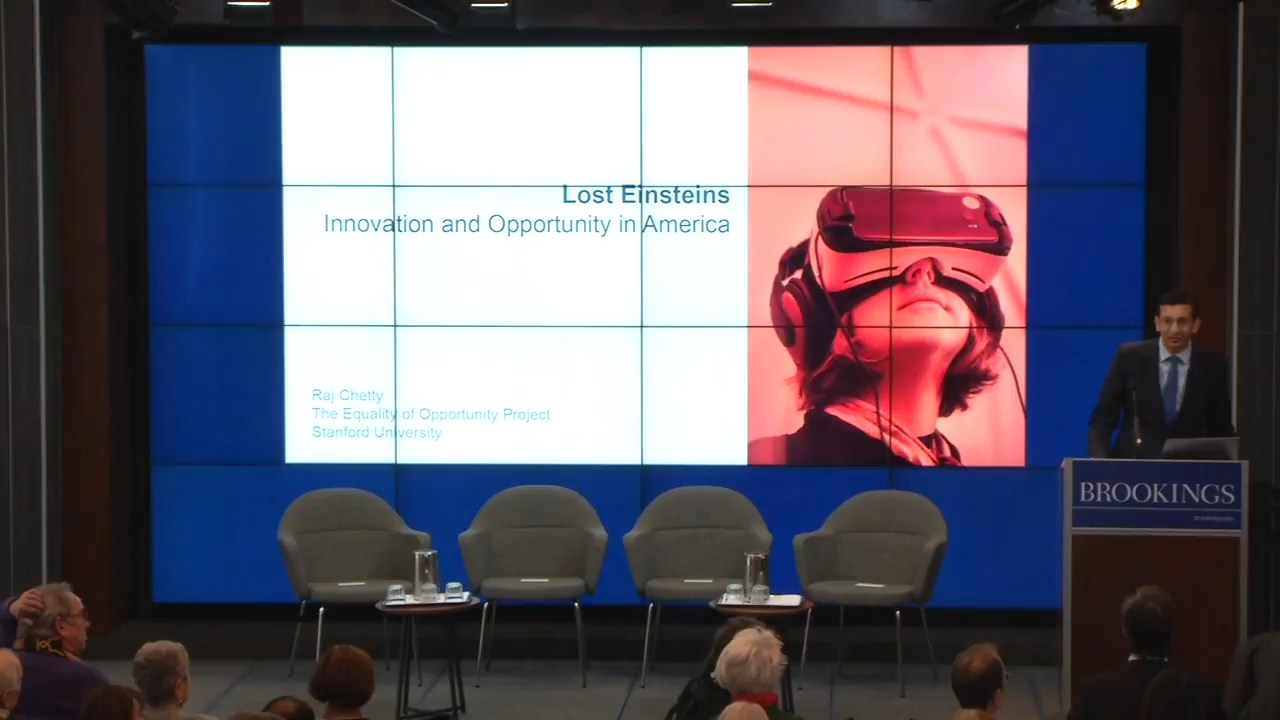 Lost Einsteins
Innovation and Opportunity in America
Raj Chetty
The Equality of Opportunity Project
Stanford University
BROOKINGS